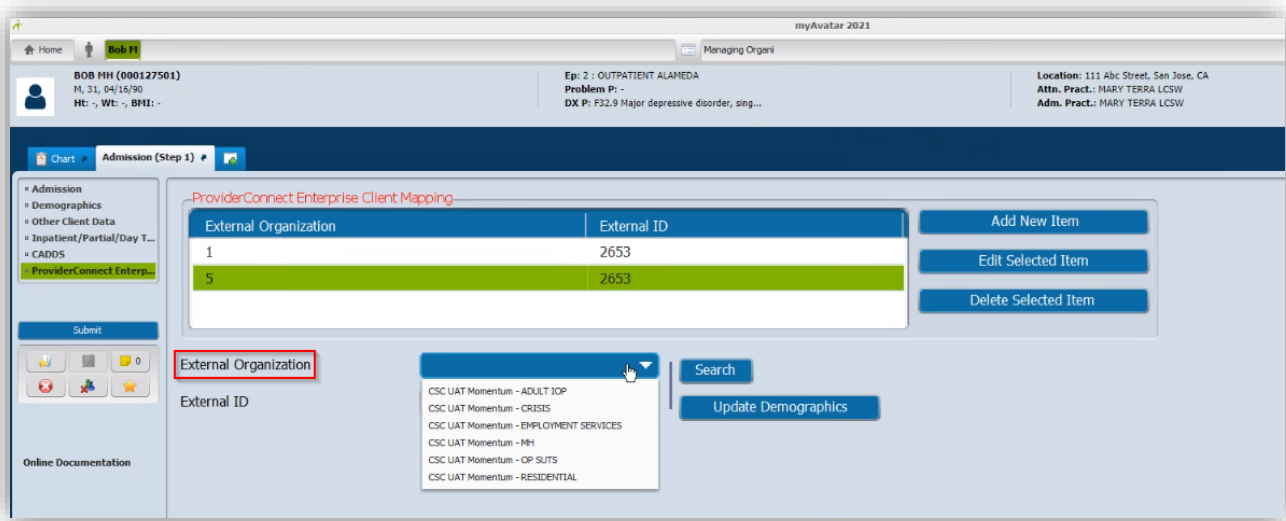 myAvatar 2021
Home
Bob M
Managing Organi
BOB MH (000127501)
M, 31, 04/16/90
Ht: -, Wt: -, BMI: -
Ep: 2 : OUTPATIENT ALAMEDA
Problem P: -
DX P: F32.9 Major depressive disorder, sing...
Location: 111 Abc Street, San Jose, CA
Attn. Pract.: MARY TERRA LCSW
Adm. Pract.: MARY TERRA LCSW
Chart
Admission (Step 1)
Admission
Demographics
Other Client Data
Inpatient/Partial/Day T...
CADDS
ProviderConnect Enterp...
Submit
0
Online Documentation
ProviderConnect Enterprise Client Mapping
External Organization External ID
1 2653
5 2653
Add New Item
Edit Selected Item
Delete Selected Item
External Organization
Search
External ID
Update Demographics
CSC UAT Momentum - ADULT IOP
CSC UAT Momentum - CRISIS
CSC UAT Momentum - EMPLOYMENT SERVICES
CSC UAT Momentum - MH
CSC UAT Momentum - OP SUTS
CSC UAT Momentum - RESIDENTIAL